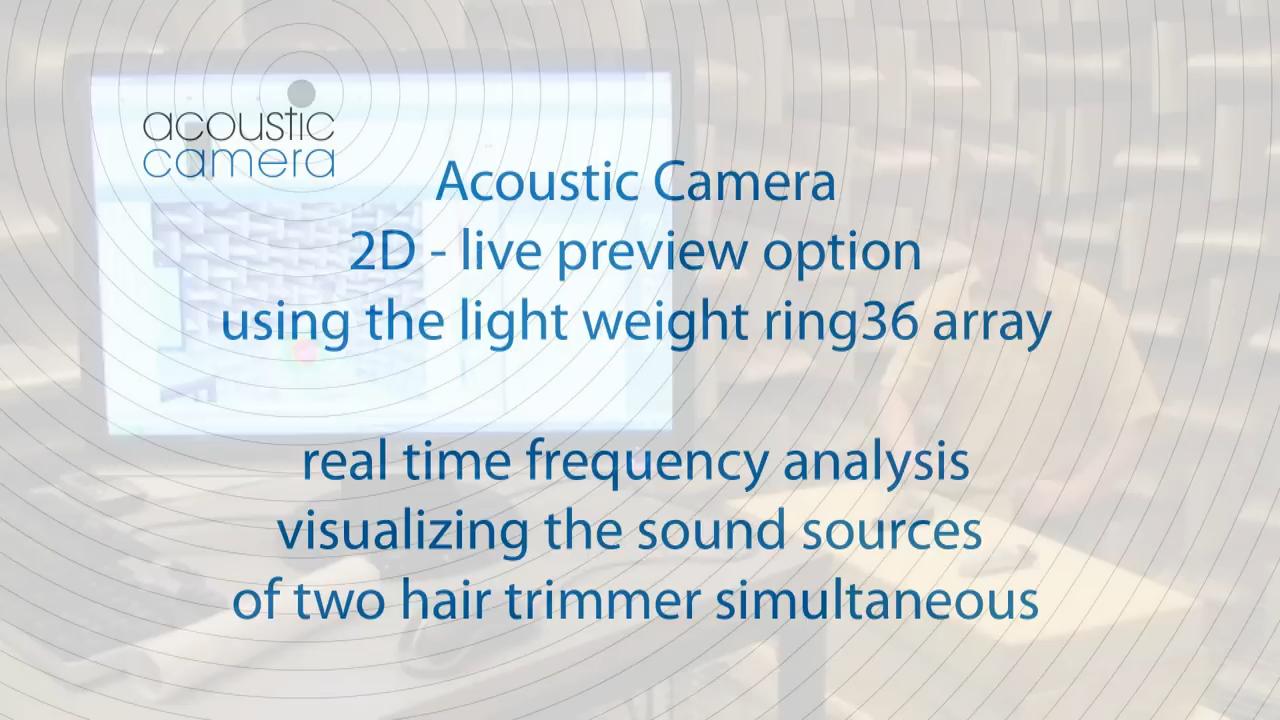 acoustic
camera
Acoustic Camera
2D - live preview option
using the light weight ring36 array
real time frequency analysis
visualizing the sound sources
of two hair trimmer simultaneous